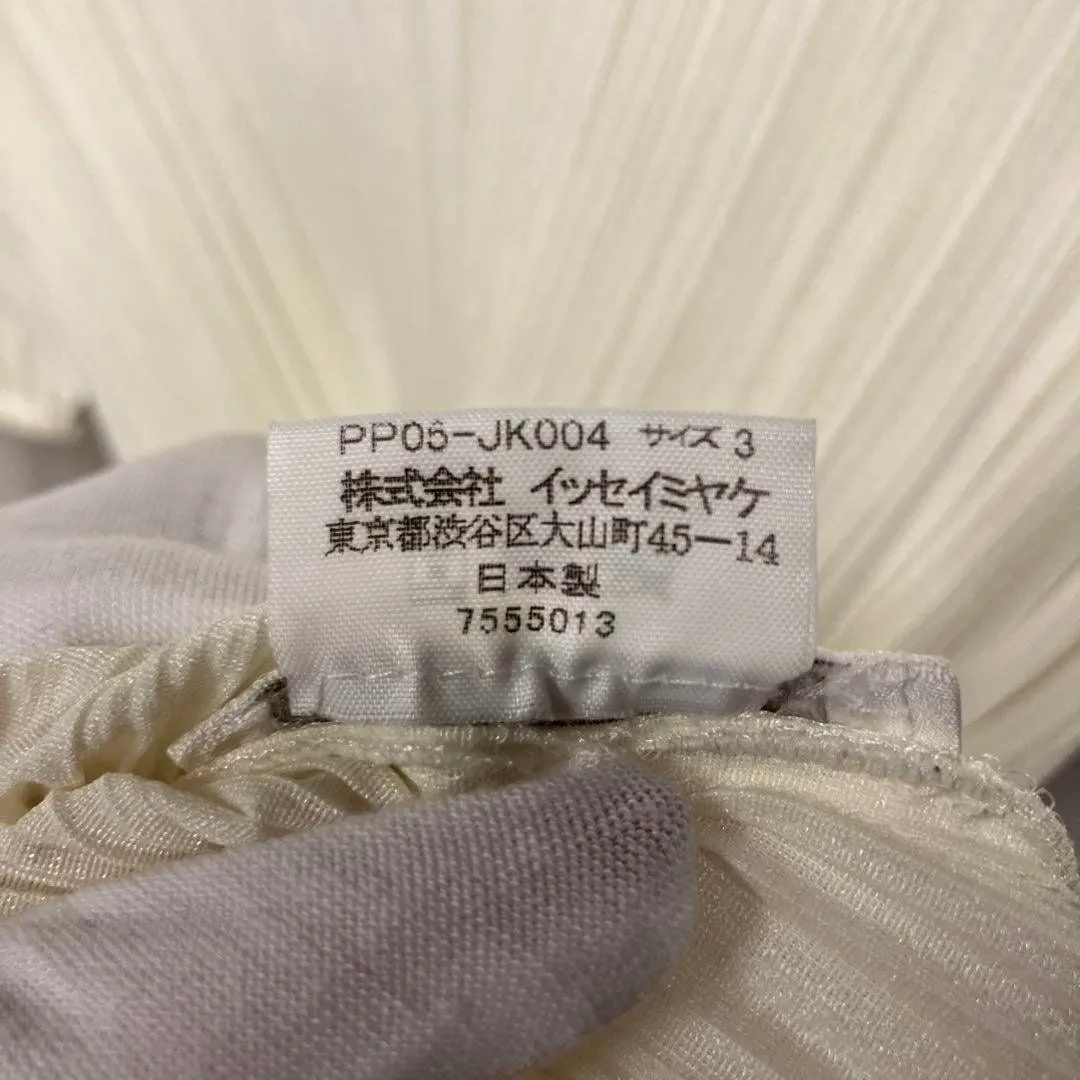 PP05-JK004 サイズ 3
株式会社 イッセイミヤケ
東京都渋谷区大山町45ー14
日本製
7555013